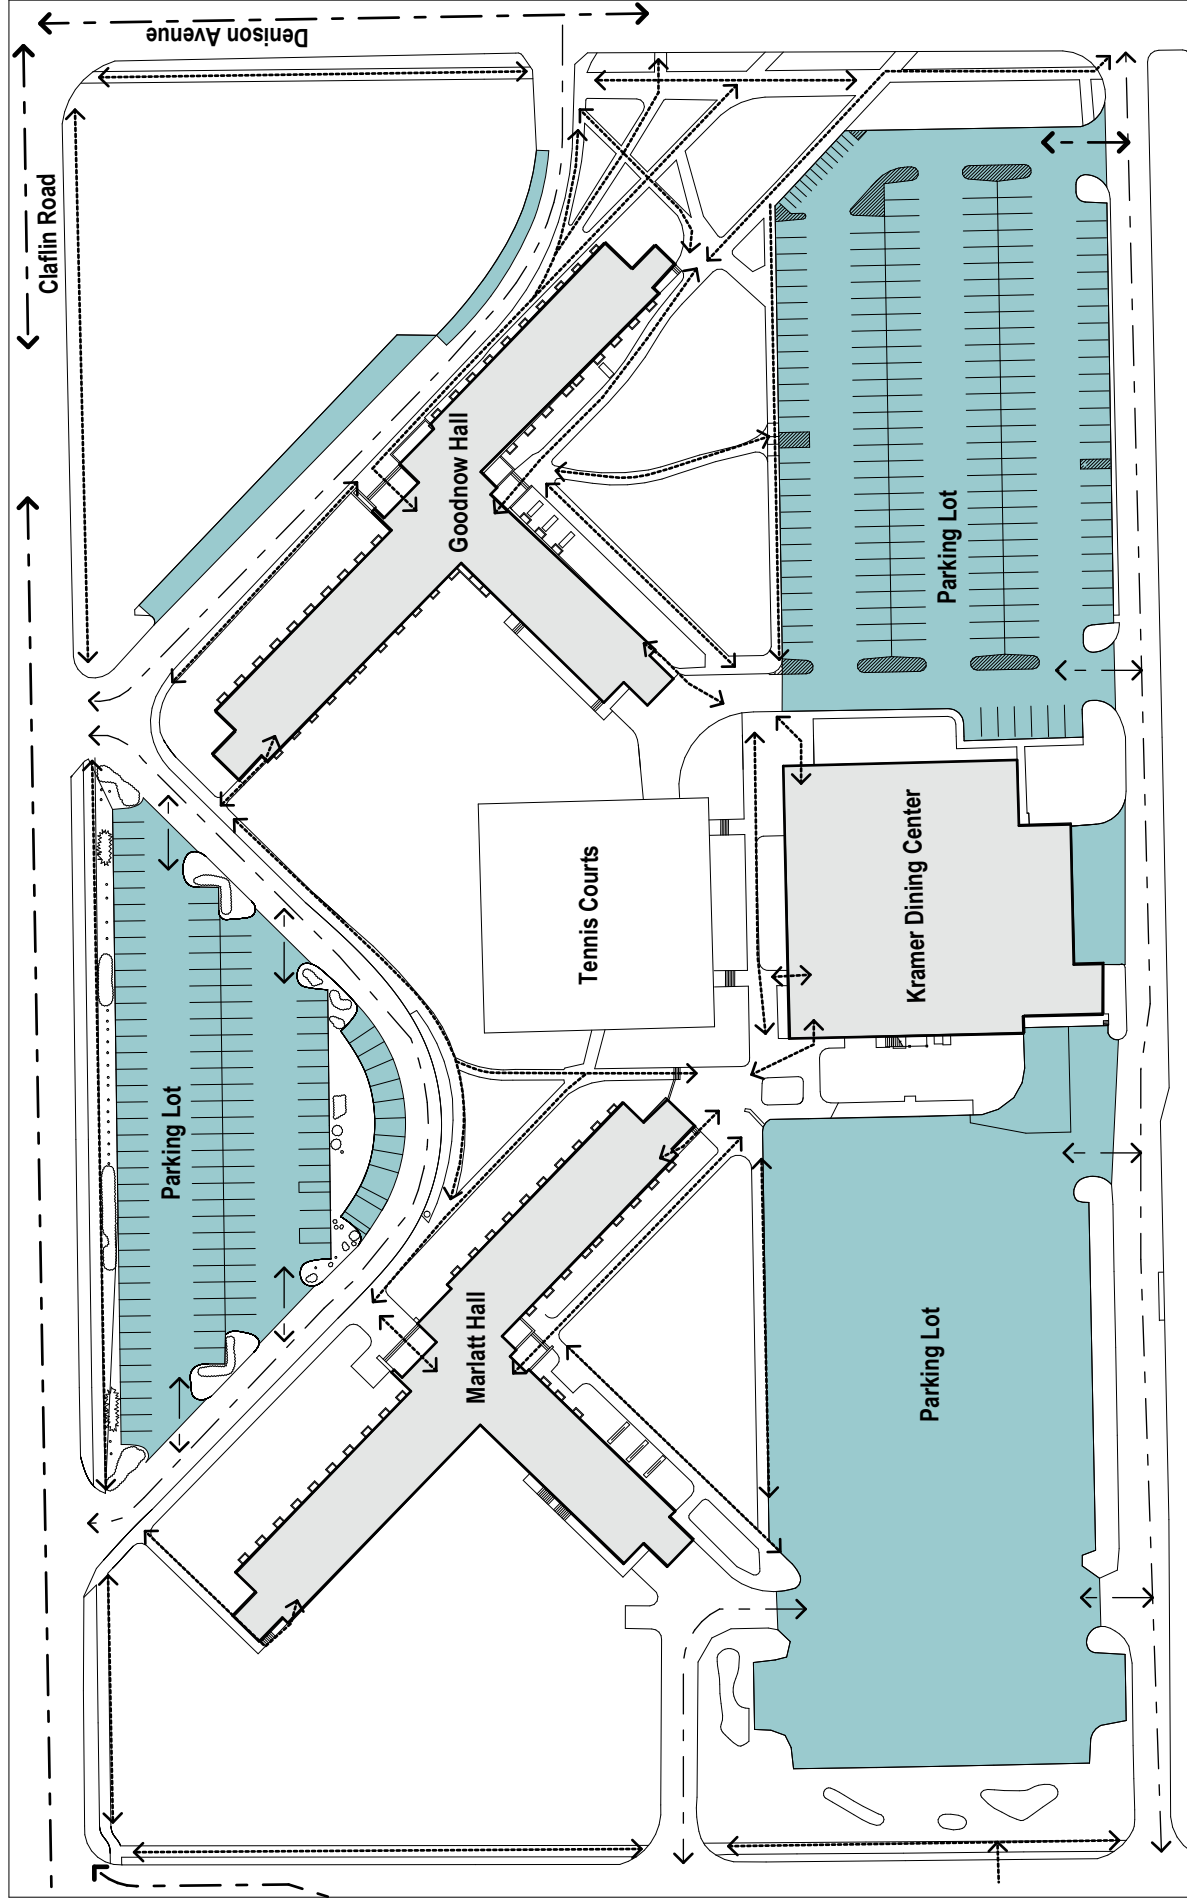 Denison Avenue
Claflin Road
Goodnow Hall
Parking Lot
Tennis Courts
Kramer Dining Center
Parking Lot
Marlatt Hall
Parking Lot